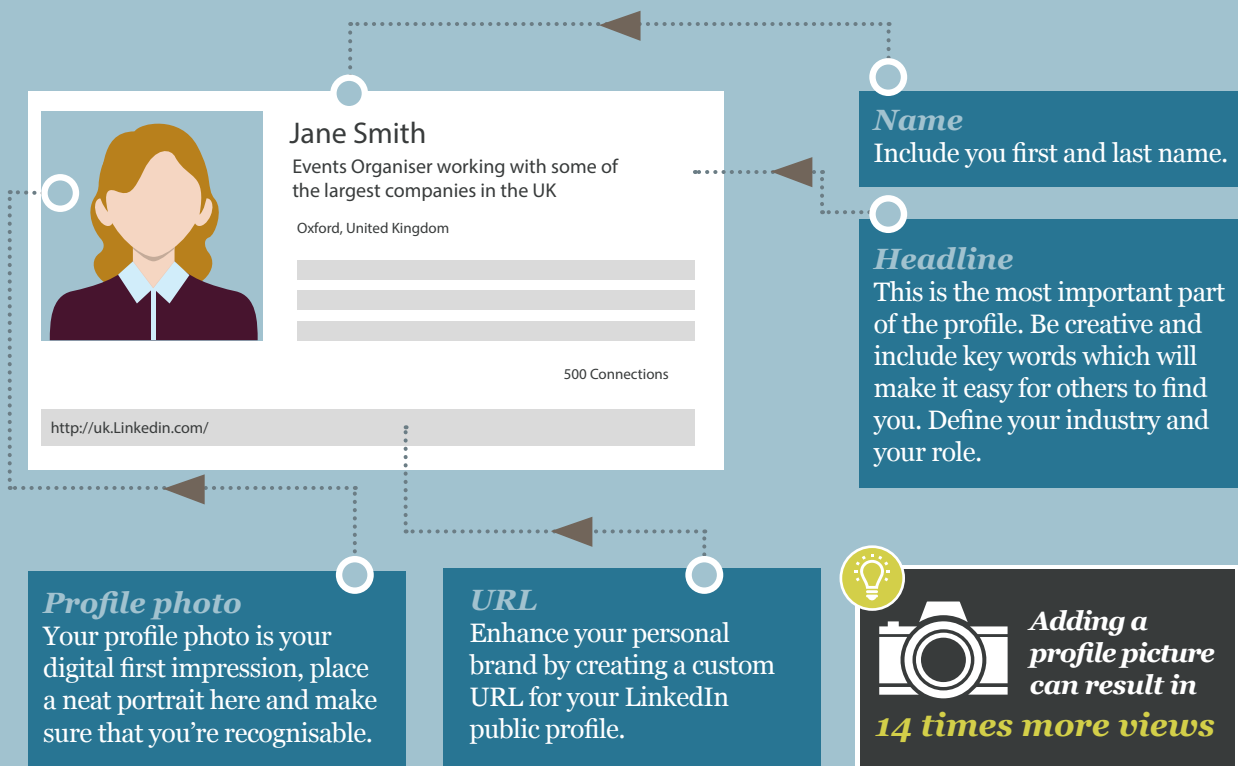 Jane Smith
Events Organiser working with some of
the largest companies in the UK
Oxford, United Kingdom
500 Connections
http://uk.Linkedin.com/
Name
Include you first and last name.
Headline
This is the most important part
of the profile. Be creative and
include key words which will
make it easy for others to find
you. Define your industry and
your role.
Profile photo
Your profile photo is your
digital first impression, place
a neat portrait here and make
sure that you're recognisable.
URL
Enhance your personal
brand by creating a custom
URL for your LinkedIn
public profile.
Adding a
profile picture
can result in
14 times more views